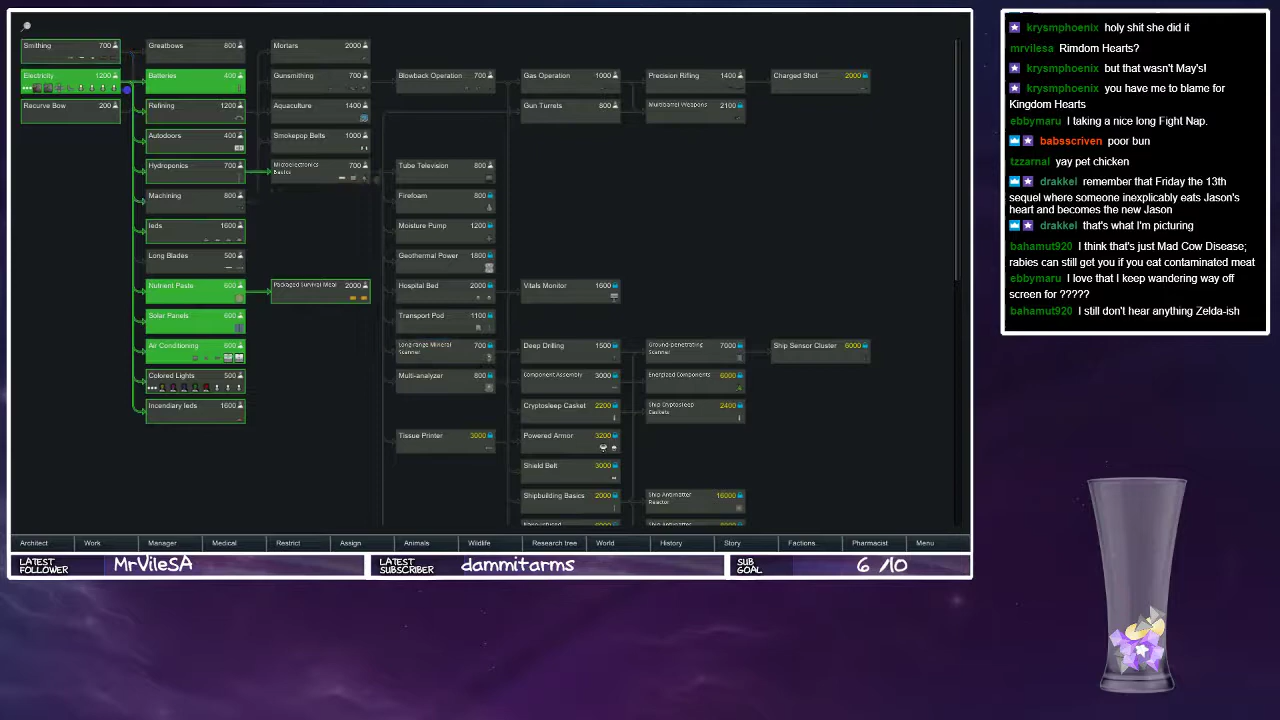 Smithing 700
Greatbows 800
Mortars 2000
Electricity 1200
Batteries 400
Gunsmithing 700
Blowback Operation 700
Gas Operation 1000
Precision Rifling 1400
Charged Shot 2000
Recurve Bow 200
Refining 1200
Aquaculture 1400
Gun Turrets 800
Multibarrel Weapons 2100
Autodoors 400
Smokepop Belts 1000
Hydroponics 700
Microelectronics Basics 700
Tube Television 800
Machining 800
Firefoam 800
Ieds 1600
Moisture Pump 1200
Long Blades 500
Geothermal Power 1800
Nutrient Paste 600
Packaged Survival Meal 2000
Hospital Bed 2000
Vitals Monitor 1600
Solar Panels 600
Transport Pod 1100
Air Conditioning 600
Long-range Mineral Scanner 700
Deep Drilling 1500
Ground-penetrating Scanner 7000
Ship Sensor Cluster 6000
Colored Lights 500
Multi-analyzer 800
Component Assembly 3000
Energized Components 6000
Incendiary Ieds 1600
Cryptosleep Casket 2200
Ship Cryptosleep Caskets 2400
Tissue Printer 3000
Powered Armor 3200
Shield Belt 3000
Shipbuilding Basics 2000
Ship Antimatter Reactor 16000
Architect Work Manager Medical Restrict Assign Animals Wildlife Research tree World History Story Factions Pharmacist Menu
LATEST FOLLOWER MrVileSA
LATEST SUBSCRIBER dammitarms
SUB GOAL 6 /10
krysmphoenix holy shit she did it
mrvilesa Rimdom Hearts?
krysmphoenix but that wasn't May's!
krysmphoenix you have me to blame for
Kingdom Hearts
ebbymaru I taking a nice long Fight Nap.
babsscriven poor bun
tzzarnal yay pet chicken
drakkel remember that Friday the 13th
sequel where someone inexplicably eats Jason's
heart and becomes the new Jason
drakkel that's what I'm picturing
bahamut920 I think that's just Mad Cow Disease;
rabies can still get you if you eat contaminated meat
ebbymaru I love that I keep wandering way off
screen for ?????
bahamut920 I still don't hear anything Zelda-ish